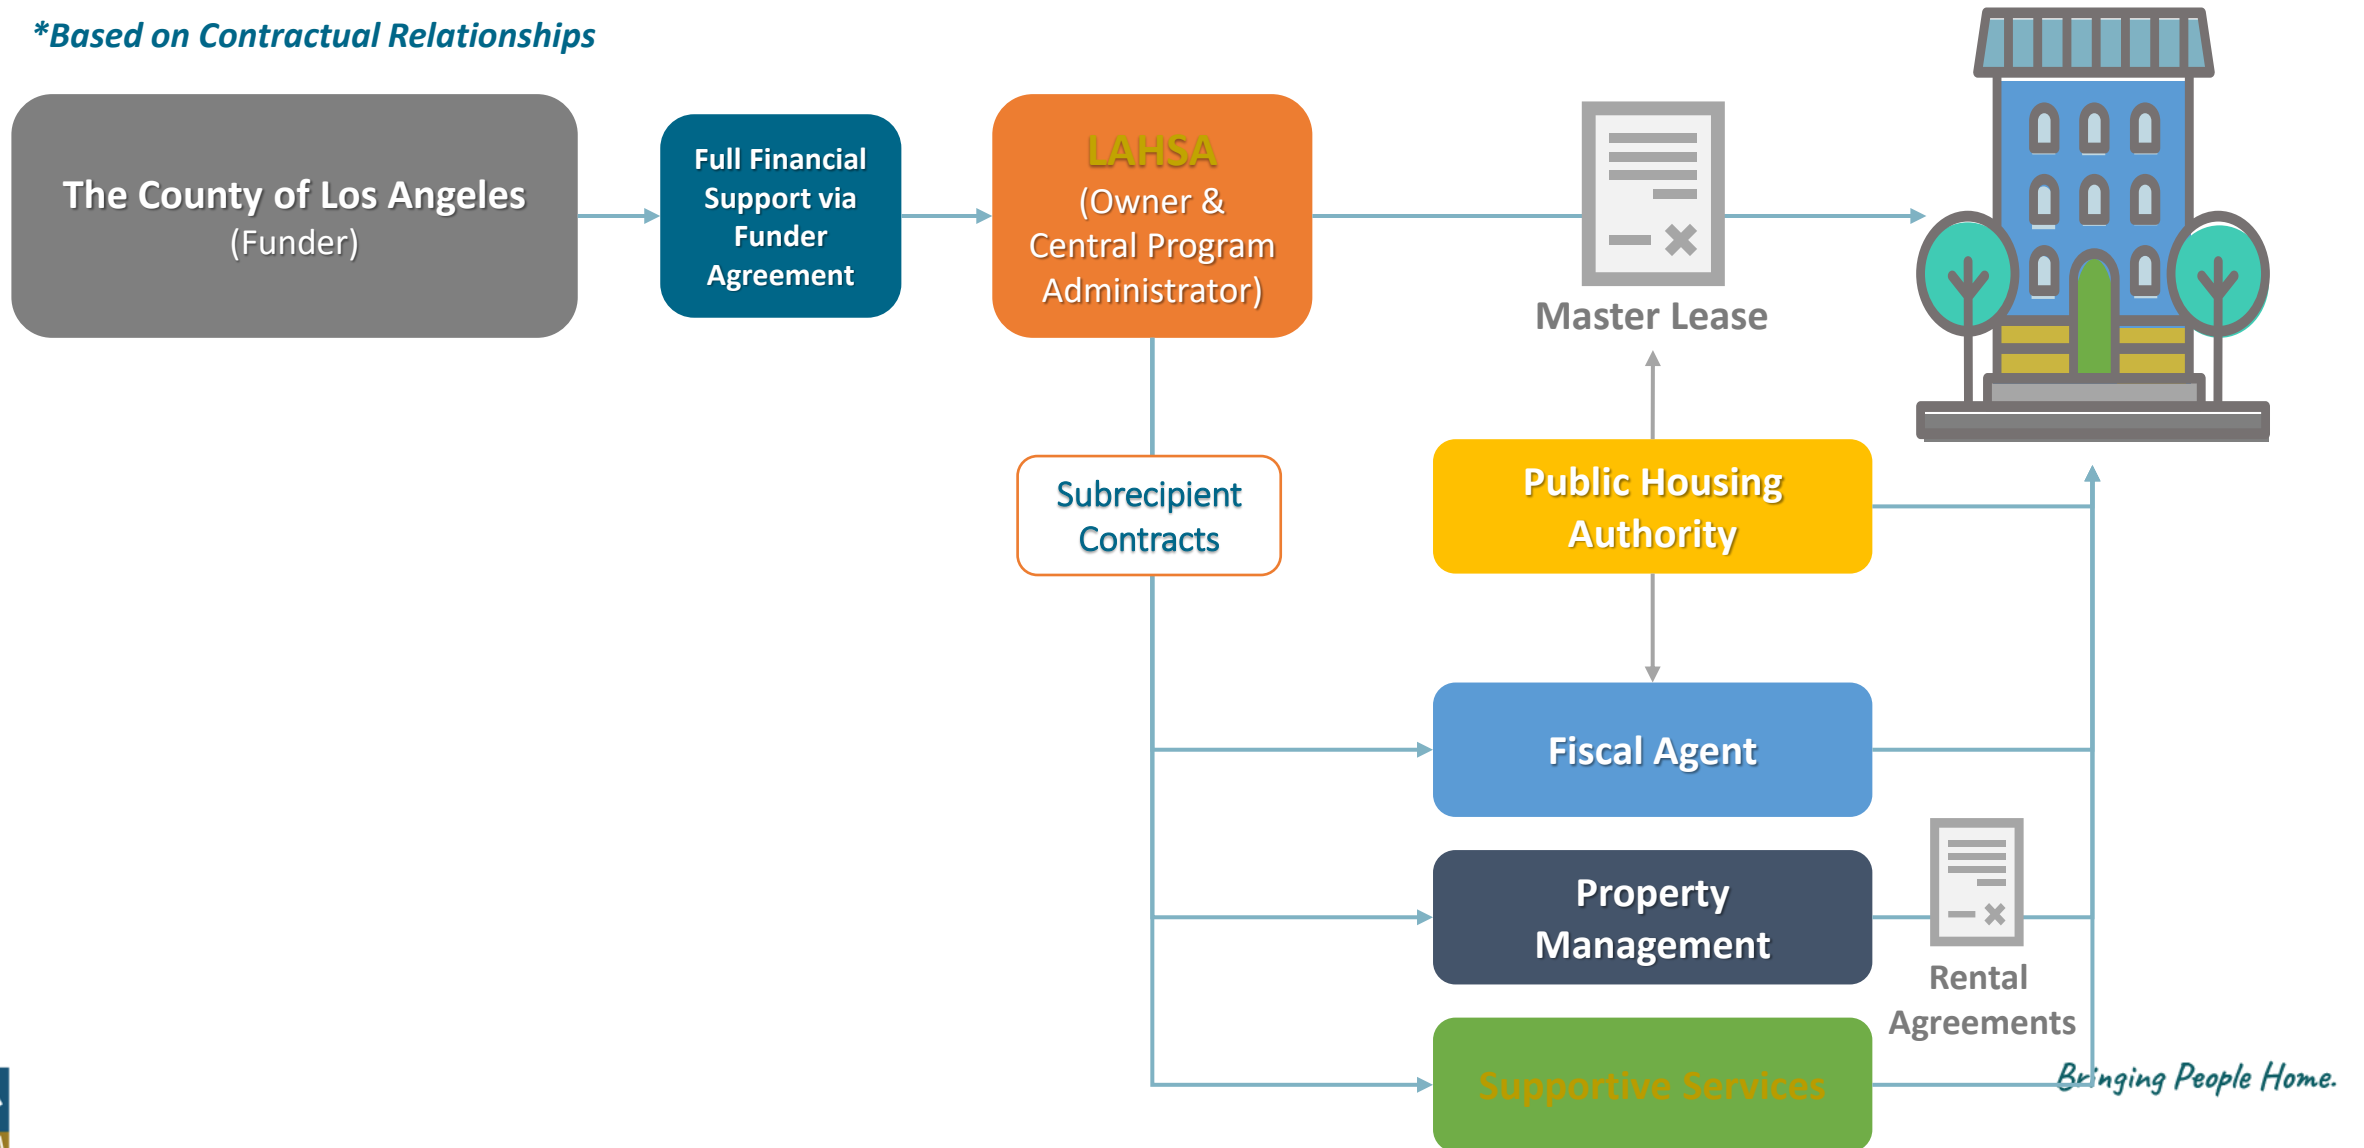 *Based on Contractual Relationships
The County of Los Angeles
(Funder)
Full Financial
Support via
Funder
Agreement
LAHSA
(Owner &
Central Program
Administrator)
Master Lease
Subrecipient
Contracts
Public Housing
Authority
Fiscal Agent
Property
Management
Rental
Agreements
Supportive Services
Bringing People Home.